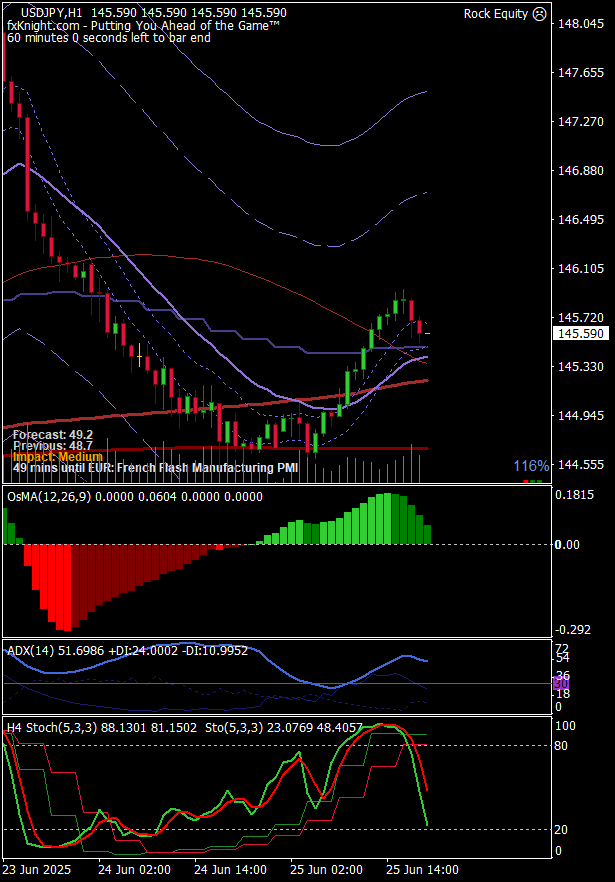 USDJPY,H1 145.590 145.590 145.590 145.590
Rock Equity ☹
fxKnight.com - Putting You Ahead of the Game™
60 minutes 0 seconds left to bar end
148.045
147.655
147.270
146.880
146.495
146.105
145.720
145.590
145.330
144.945
144.555
Forecast: 49.2
Previous: 48.7
Impact: Medium
49 mins until EUR: French Flash Manufacturing PMI
116%
OsMA(12,26,9) 0.0000 0.0604 0.0000 0.0000
0.1815
0.00
-0.292
ADX(14) 51.6986 +DI:24.0002 -DI:10.9952
72
54
36
30
18
0
H4 Stoch(5,3,3) 88.1301 81.1502 Sto(5,3,3) 23.0769 48.4057
100
80
20
0
23 Jun 2025 24 Jun 02:00 24 Jun 14:00 25 Jun 02:00 25 Jun 14:00